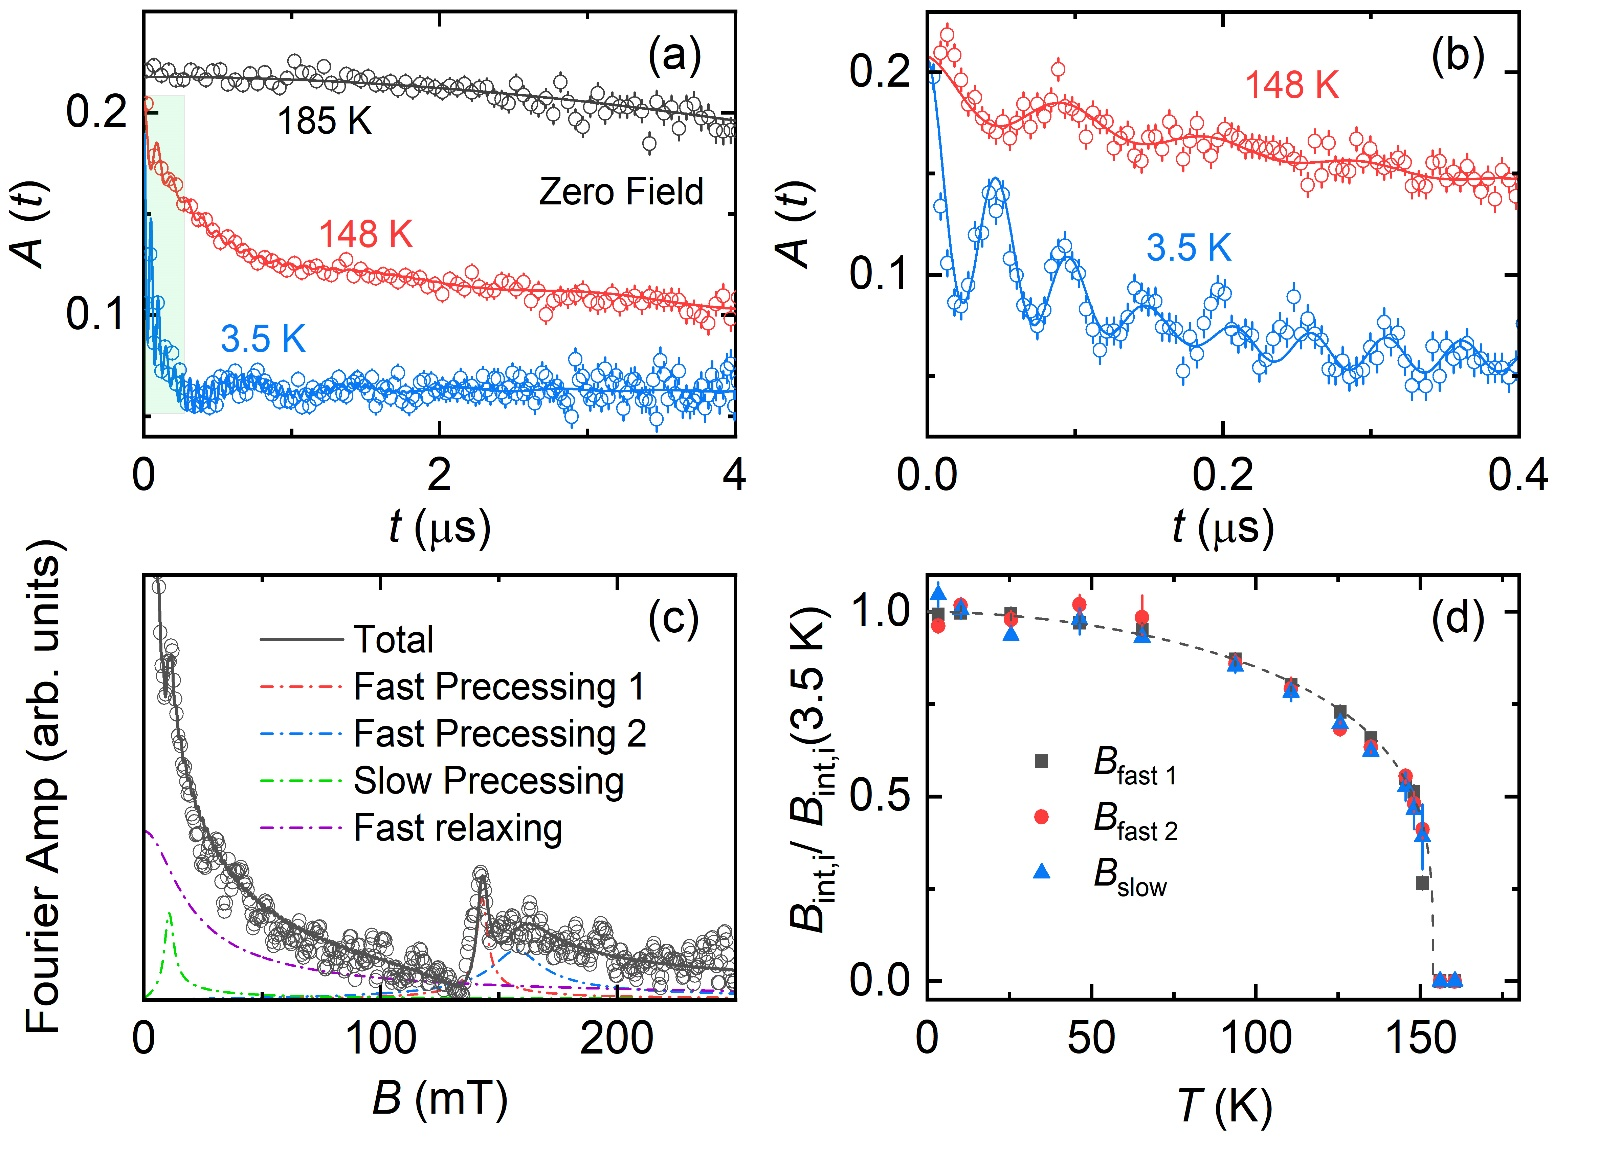 (a)
0.2
0.1
A (t)
185 K
Zero Field
148 K
3.5 K
0 2 4
t (μs)
(b)
0.2
0.1
A (t)
148 K
3.5 K
0.0 0.2 0.4
t (μs)
(c)
Fourier Amp (arb. units)
Total
Fast Precessing 1
Fast Precessing 2
Slow Precessing
Fast relaxing
0 100 200
B (mT)
(d)
1.0
0.5
0.0
B_int,i / B_int,i (3.5 K)
B_fast 1
B_fast 2
B_slow
0 50 100 150
T (K)